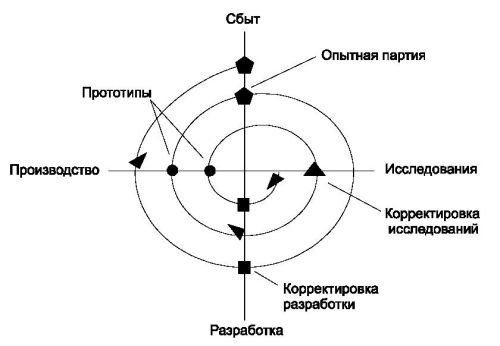 Сбыт
Опытная партия
Прототипы
Производство
Исследования
Корректировка
исследований
Корректировка
разработки
Разработка